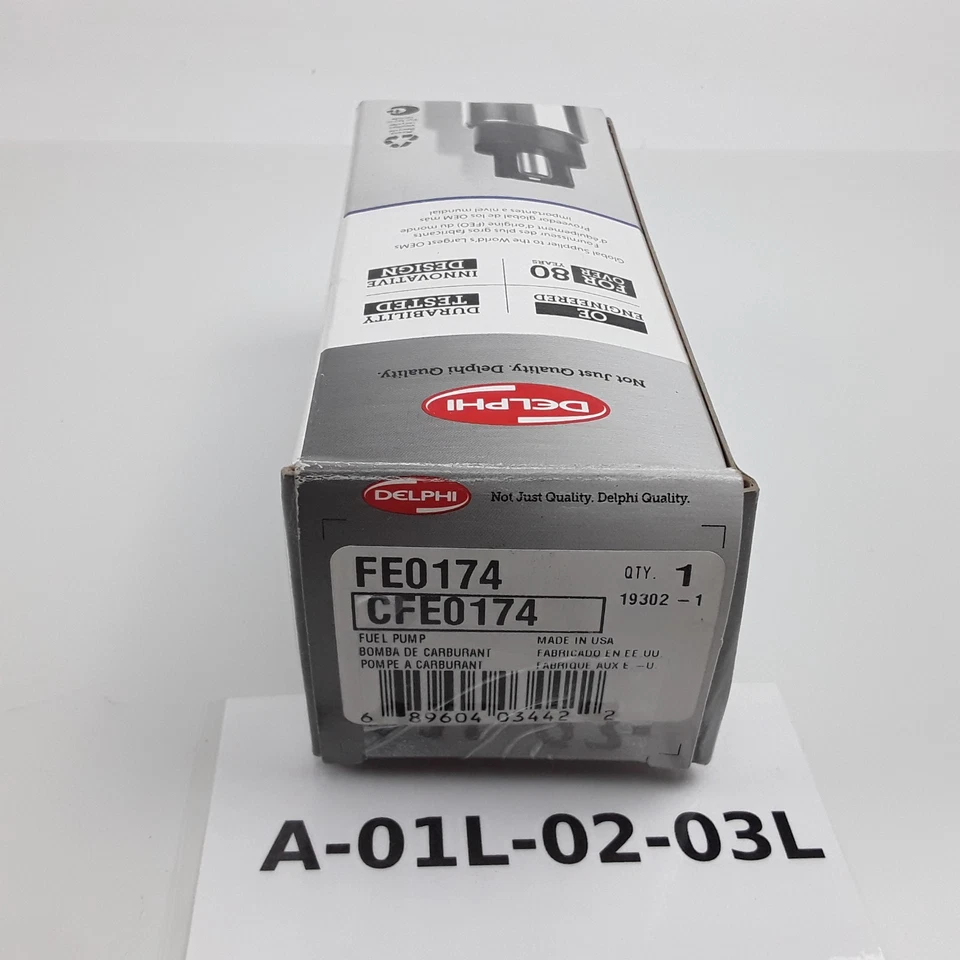 Global Supplier to the World's Largest OEMs
Fournisseur des plus gros fabricants
d'équipement d'origine (FEO) du monde
Proveedor global de los OEM más
importantes a nivel mundial
INNOVATIVE
DESIGN
FOR
OVER
80
YEARS
DURABILITY
TESTED
OE
ENGINEERED
Not Just Quality. Delphi Quality.
DELPHI
DELPHI Not Just Quality. Delphi Quality.
FE0174 QTY. 1
CFE0174 19302 - 1
FUEL PUMP MADE IN USA
BOMBA DE CARBURANT FABRICADO EN EE.UU.
POMPE A CARBURANT FABRIQUE AUX E.-U.
6 89604 03442 2
A-01L-02-03L